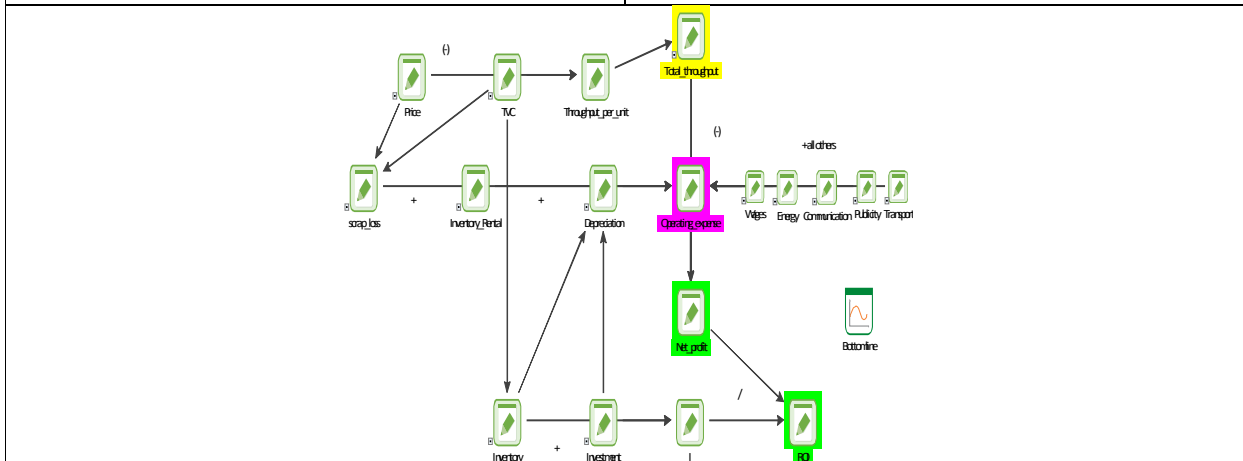 (-)
Total_throughput
Price
TVC
Throughput_per_unit
(-)
+all others
scrap_loss
+
Inventory_Rental
+
Depreciation
Operating_expense
Wages
Energy
Communication
Publicity
Transport
Net_profit
Bottomline
/
Inventory
+
Investment
I
ROI